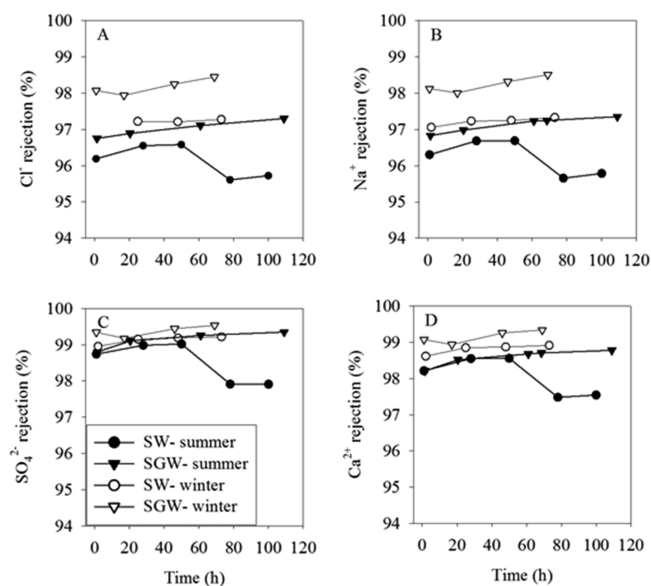 A
B
100
99
98
97
96
95
94
Cl- rejection (%)
0 20 40 60 80 100 120
100
99
98
97
96
95
94
Na+ rejection (%)
0 20 40 60 80 100 120
C
D
100
99
98
97
96
95
94
SO42- rejection (%)
SW- summer
SGW- summer
SW- winter
SGW- winter
0 20 40 60 80 100 120
Time (h)
100
99
98
97
96
95
94
Ca2+ rejection (%)
0 20 40 60 80 100 120
Time (h)